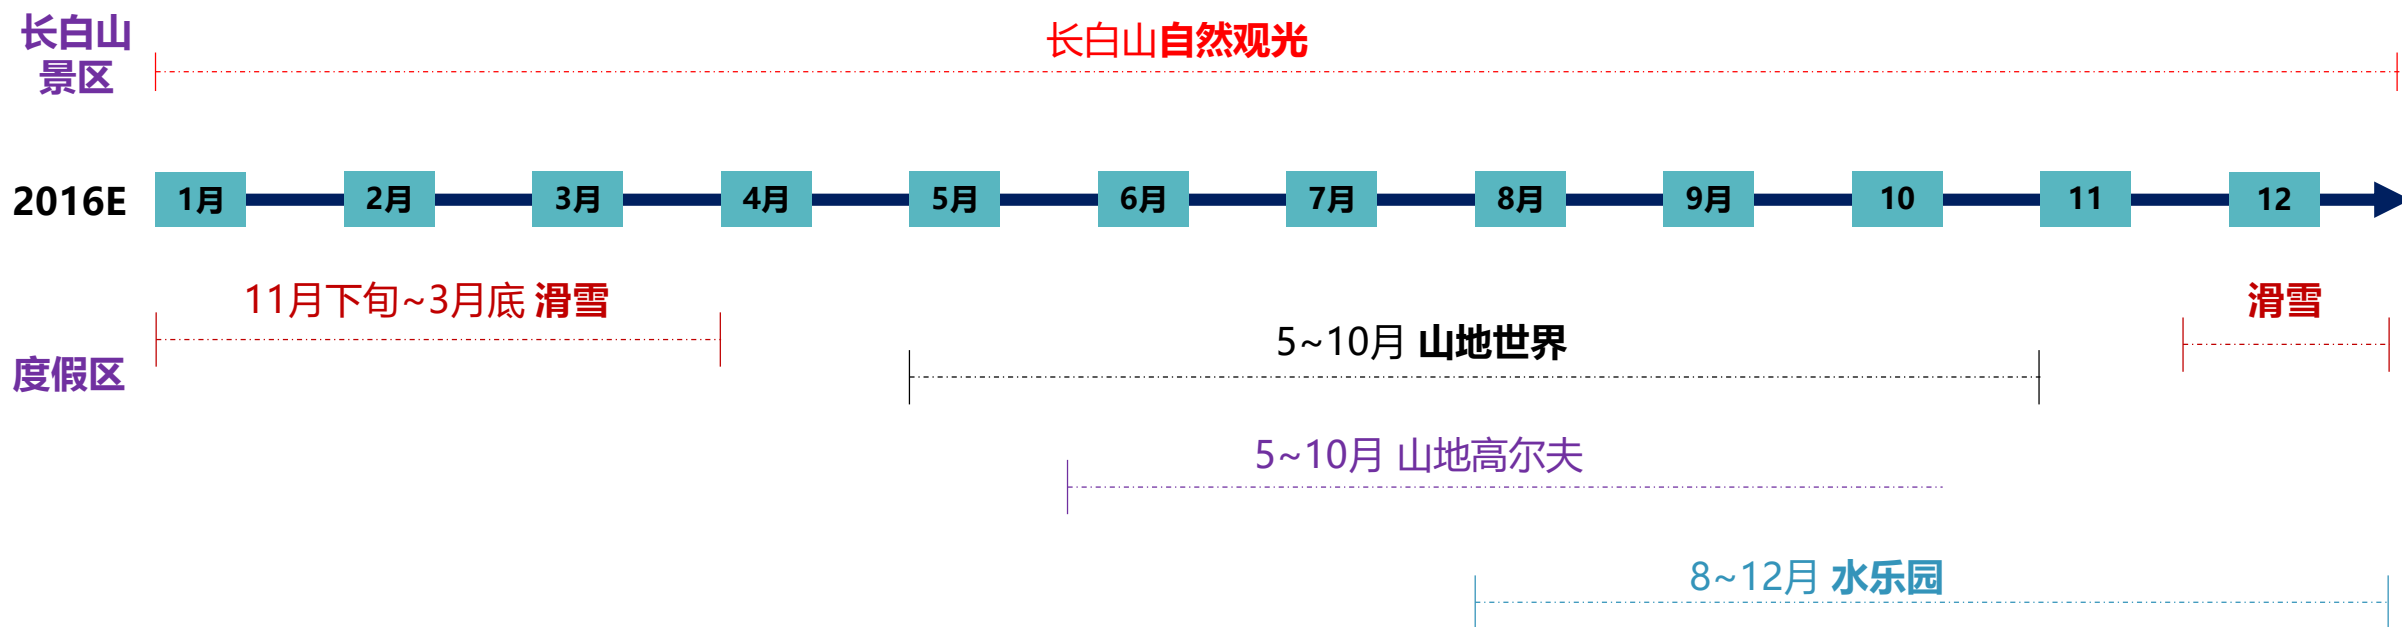 长白山
景区
长白山自然观光
2016E
1月
2月
3月
4月
5月
6月
7月
8月
9月
10
11
12
11月下旬~3月底 滑雪
滑雪
度假区
5~10月 山地世界
5~10月 山地高尔夫
8~12月 水乐园